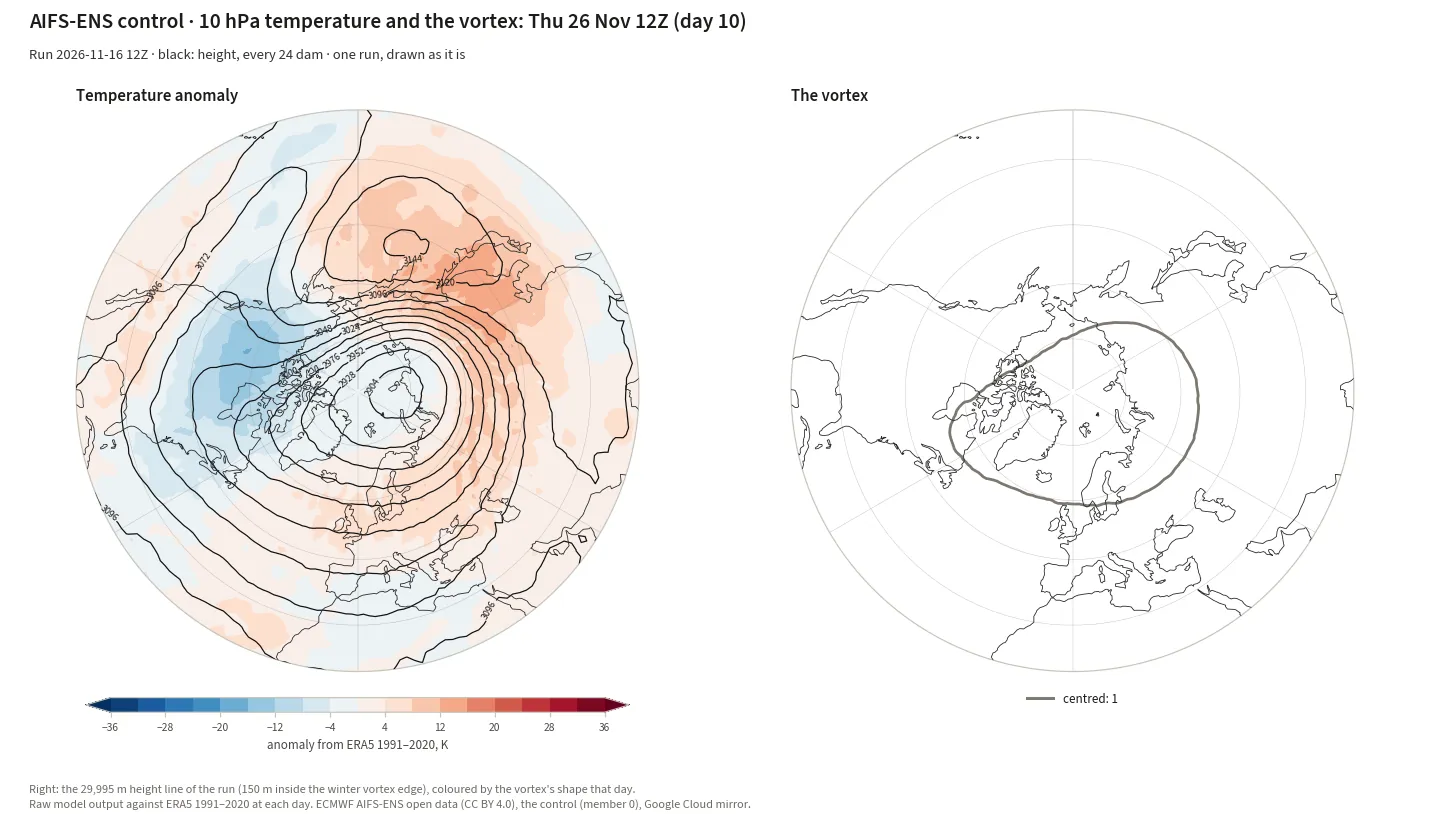 AIFS-ENS control · 10 hPa temperature and the vortex: Thu 26 Nov 12Z (day 10)
Run 2026-11-16 12Z · black: height, every 24 dam · one run, drawn as it is
Temperature anomaly
The vortex
3072
3096
3144
3120
3096
3048
3024
2976
2952
2928
2904
3000
3096
3096
centred: 1
−36 −28 −20 −12 −4 4 12 20 28 36
anomaly from ERA5 1991–2020, K
Right: the 29,995 m height line of the run (150 m inside the winter vortex edge), coloured by the vortex's shape that day.
Raw model output against ERA5 1991–2020 at each day. ECMWF AIFS-ENS open data (CC BY 4.0), the control (member 0), Google Cloud mirror.